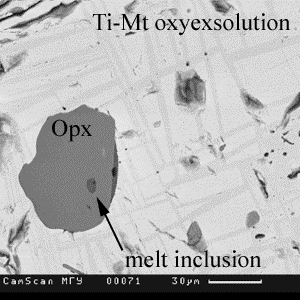 Ti-Mt oxyexsolution
Opx
melt inclusion
CamScan МГУ 00071 30µm